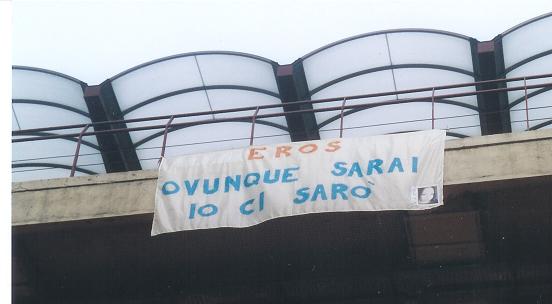 EROS
OVUNQUE SARAI
IO CI SARÒ